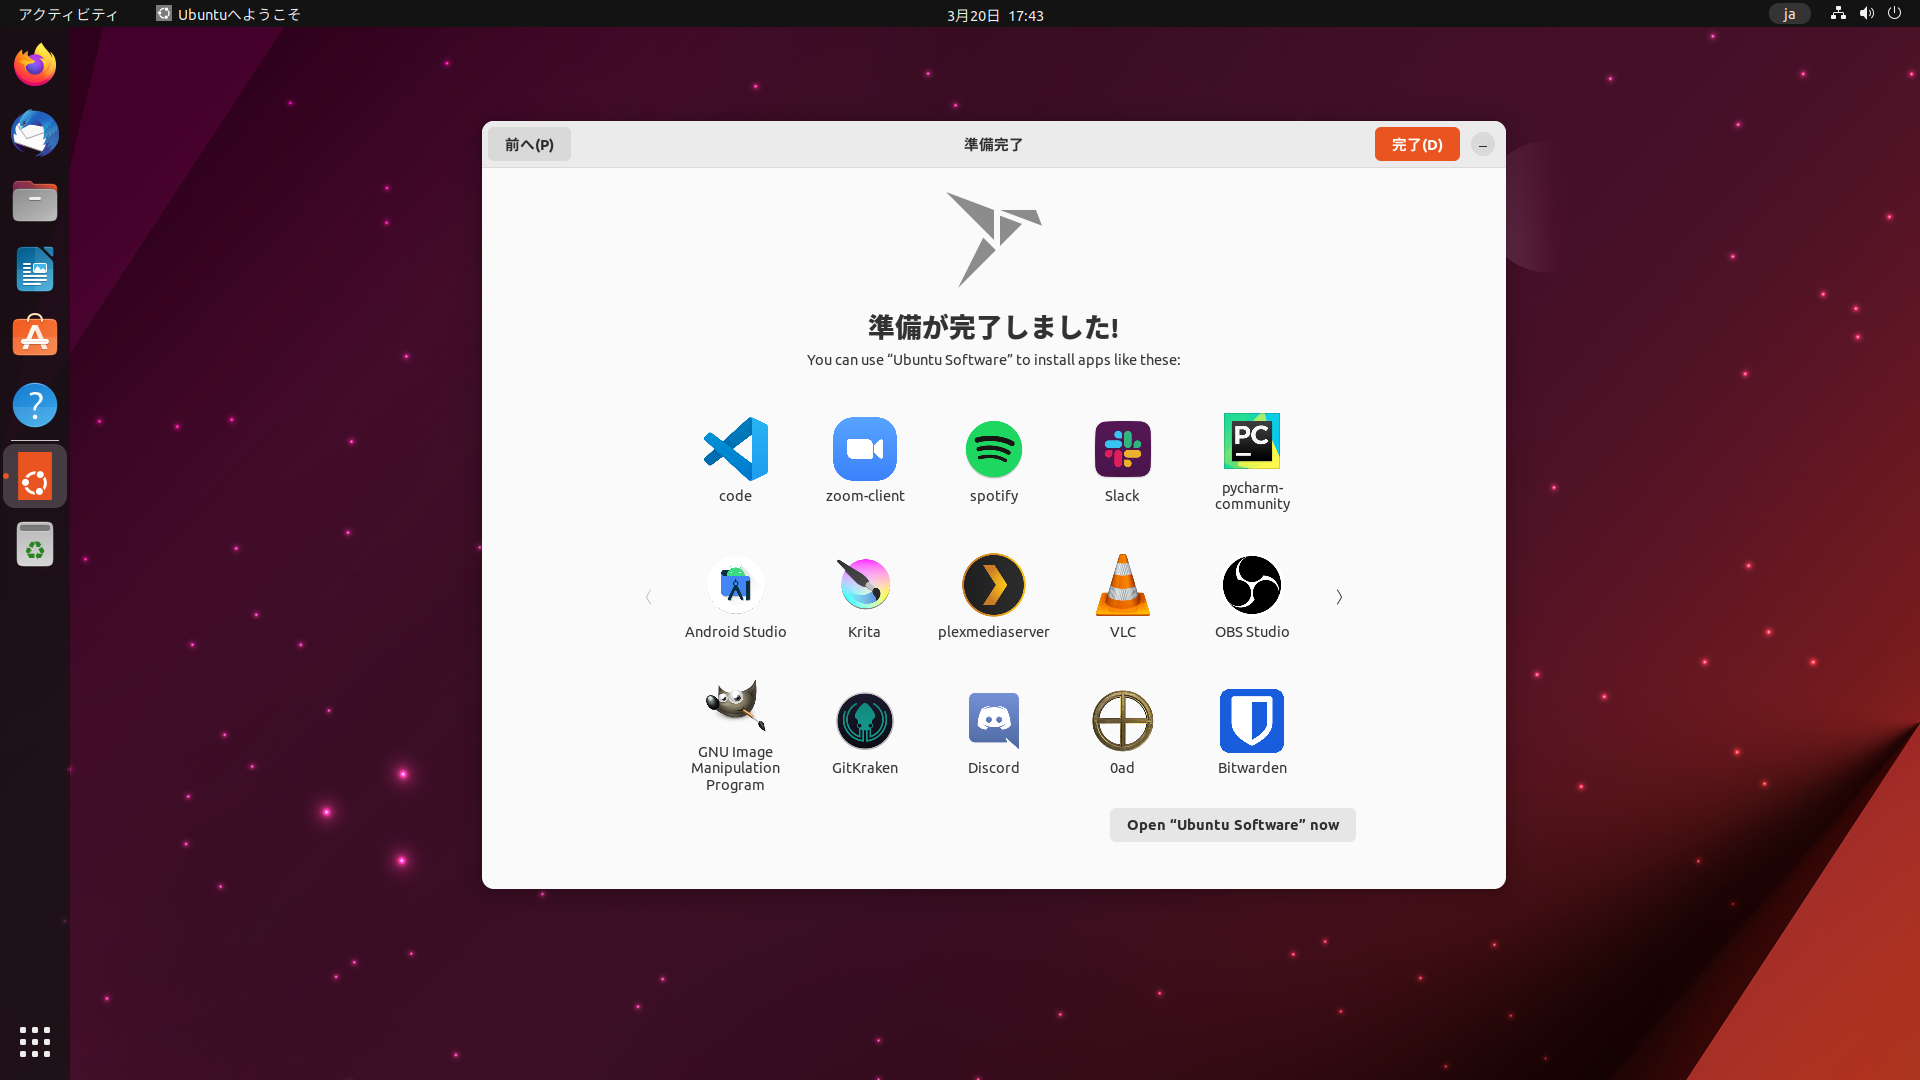 アクティビティ
Ubuntuへようこそ
3月20日 17:43
ja
前へ(P)
準備完了
完了(D)
準備が完了しました!
You can use “Ubuntu Software” to install apps like these:
code
zoom-client
spotify
Slack
PC
pycharm-
community
Android Studio
Krita
plexmediaserver
VLC
OBS Studio
GNU Image
Manipulation
Program
GitKraken
Discord
0ad
Bitwarden
Open “Ubuntu Software” now